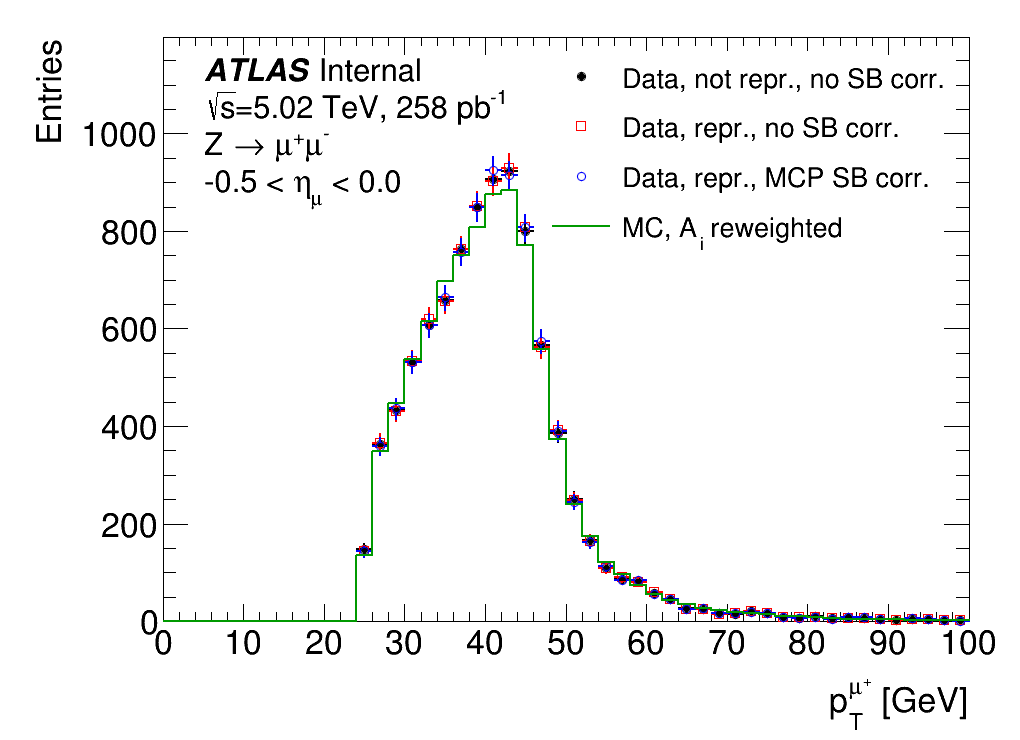 Entries
ATLAS Internal
√s=5.02 TeV, 258 pb⁻¹
Z → μ⁺μ⁻
-0.5 < η_μ < 0.0
Data, not repr., no SB corr.
Data, repr., no SB corr.
Data, repr., MCP SB corr.
MC, A_i reweighted
1000
800
600
400
200
0
0 10 20 30 40 50 60 70 80 90 100
p_T^μ⁺ [GeV]